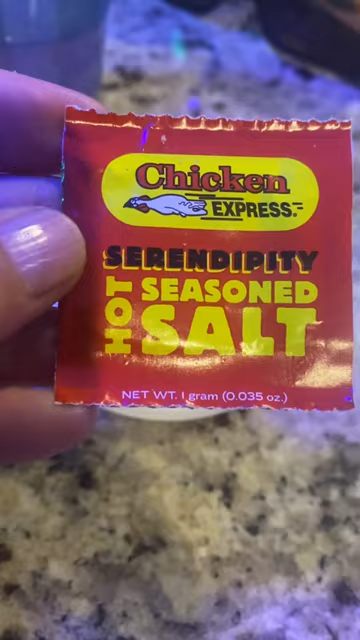 Chicken
EXPRESS.
SERENDIPITY
HOT
SEASONED
SALT
NET WT. 1 gram (0.035 oz.)